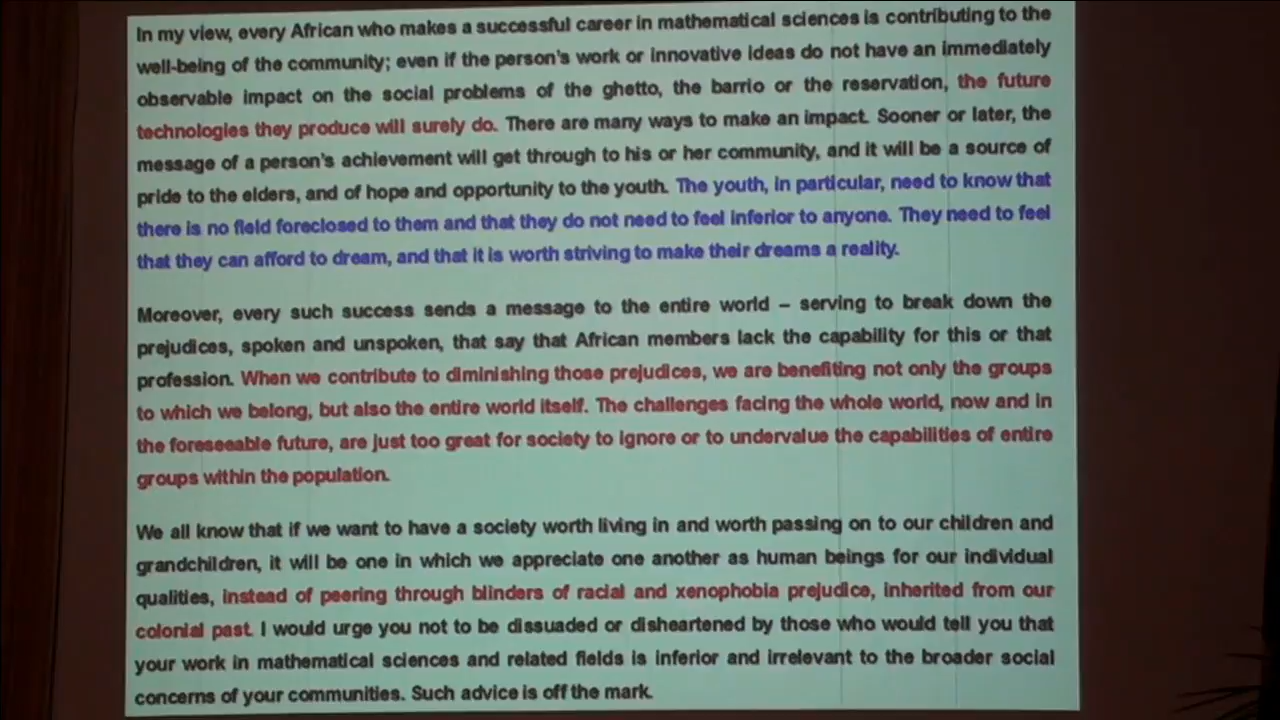 In my view, every African who makes a successful career in mathematical sciences is contributing to the
well-being of the community; even if the person's work or innovative ideas do not have an immediately
observable impact on the social problems of the ghetto, the barrio or the reservation, the future
technologies they produce will surely do. There are many ways to make an impact. Sooner or later, the
message of a person's achievement will get through to his or her community, and it will be a source of
pride to the elders, and of hope and opportunity to the youth. The youth, in particular, need to know that
there is no field foreclosed to them and that they do not need to feel inferior to anyone. They need to feel
that they can afford to dream, and that it is worth striving to make their dreams a reality.
Moreover, every such success sends a message to the entire world – serving to break down the
prejudices, spoken and unspoken, that say that African members lack the capability for this or that
profession. When we contribute to diminishing those prejudices, we are benefiting not only the groups
to which we belong, but also the entire world itself. The challenges facing the whole world, now and in
the foreseeable future, are just too great for society to ignore or to undervalue the capabilities of entire
groups within the population.
We all know that if we want to have a society worth living in and worth passing on to our children and
grandchildren, it will be one in which we appreciate one another as human beings for our individual
qualities, instead of peering through blinders of racial and xenophobia prejudice, inherited from our
colonial past. I would urge you not to be dissuaded or disheartened by those who would tell you that
your work in mathematical sciences and related fields is inferior and irrelevant to the broader social
concerns of your communities. Such advice is off the mark.